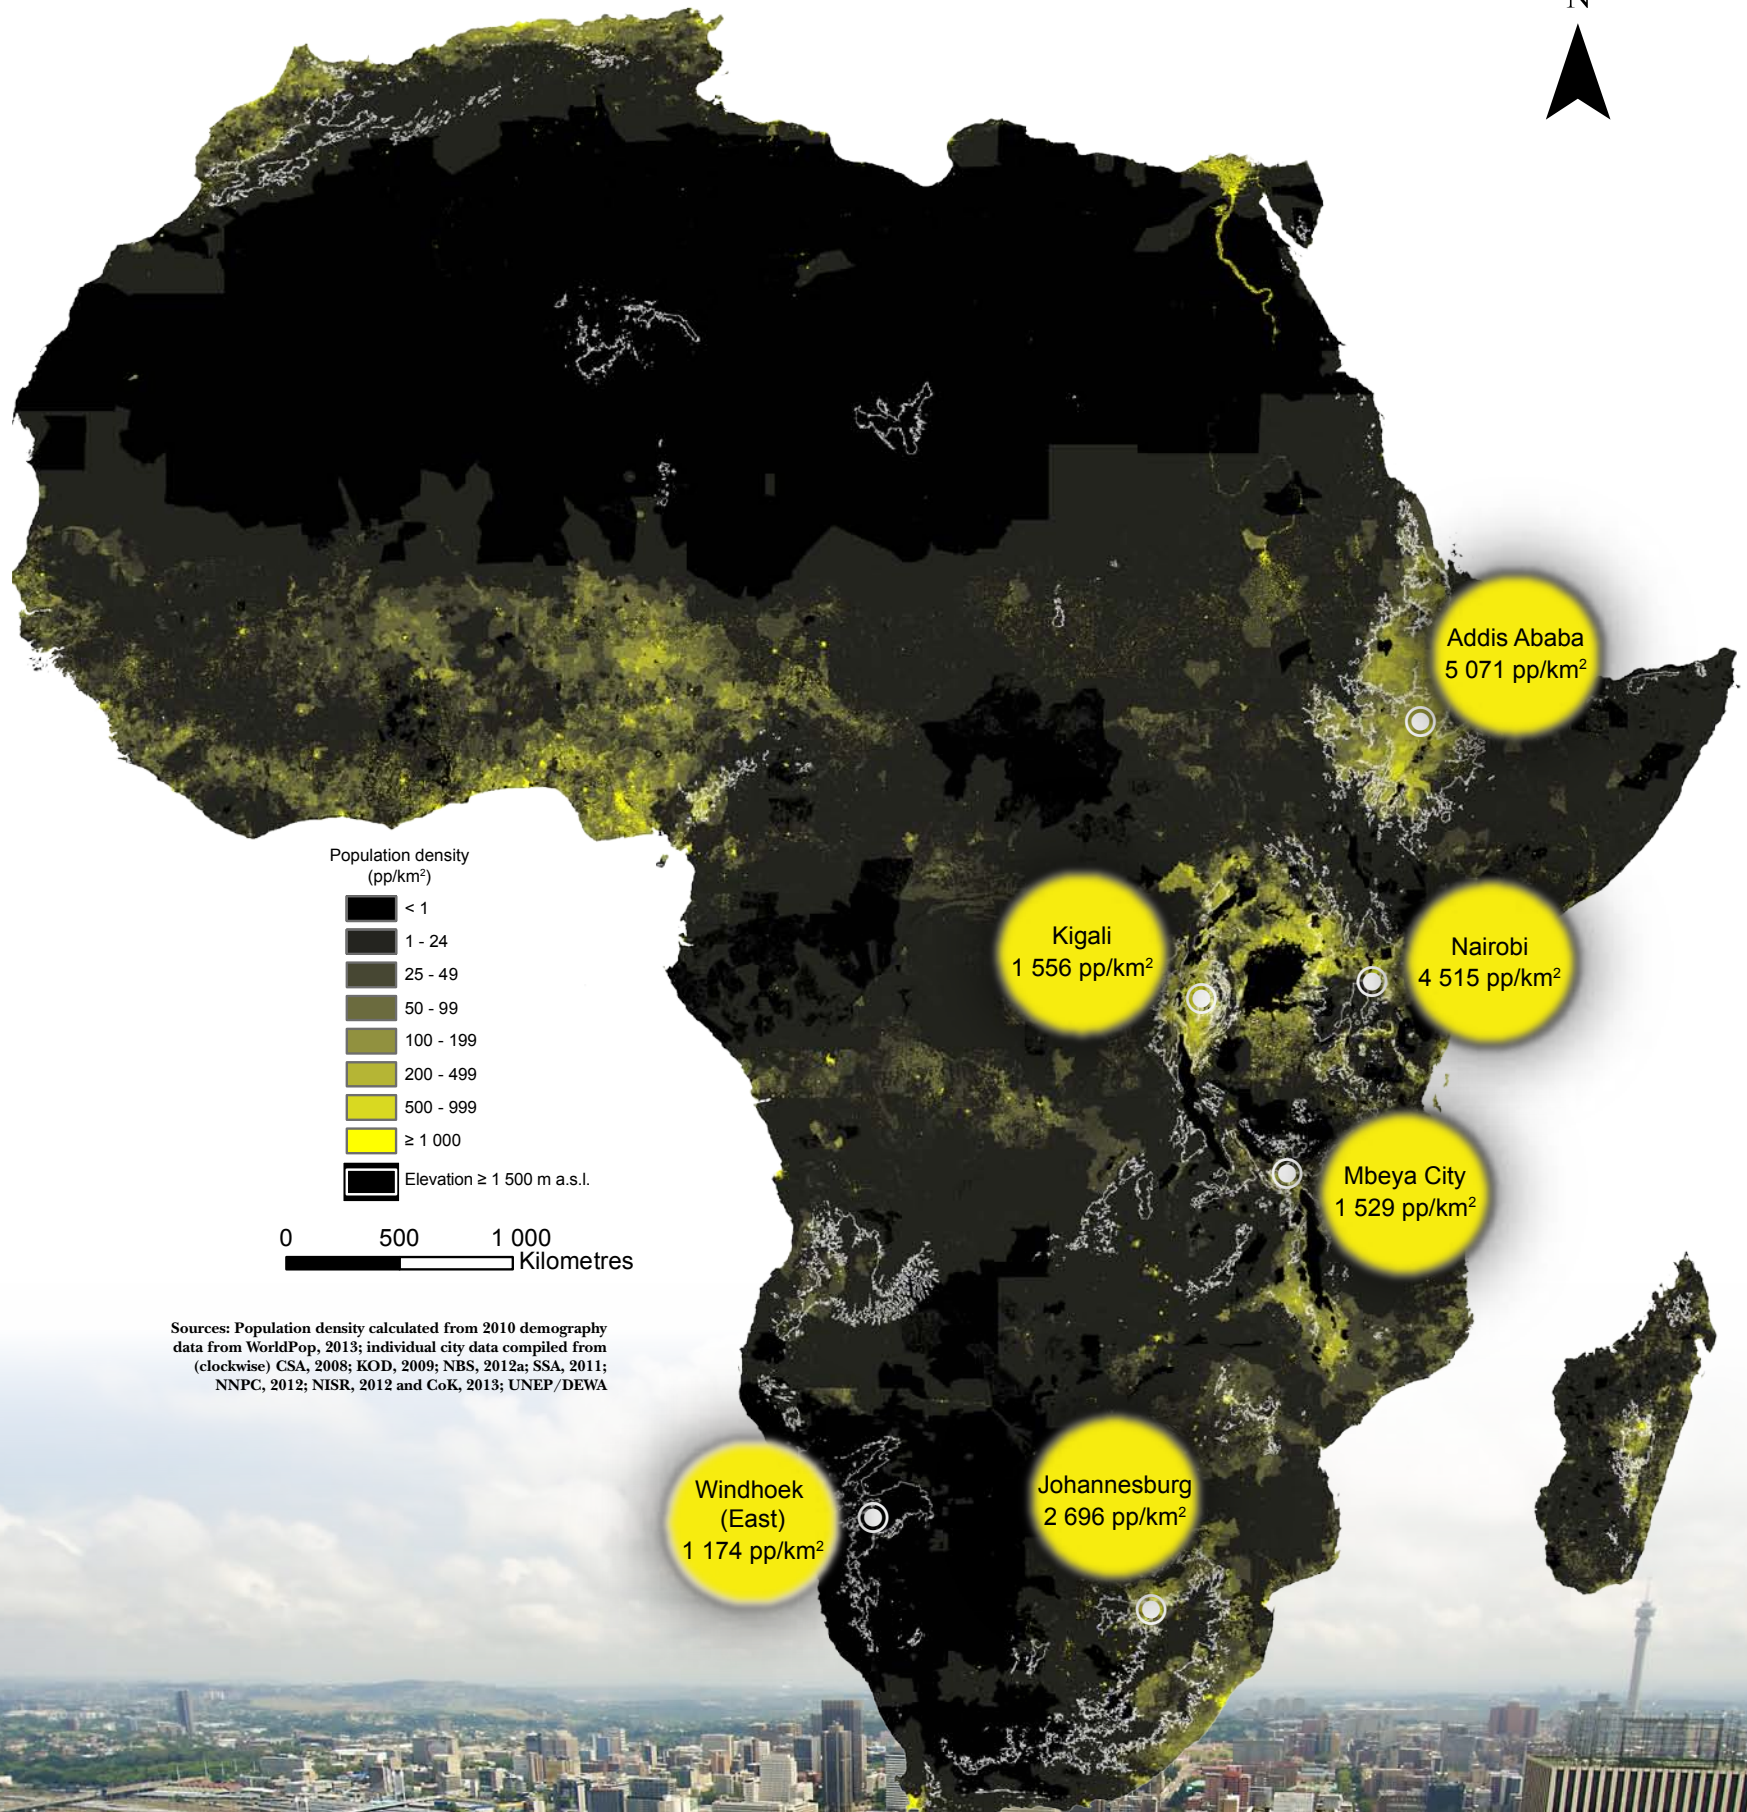 N
Addis Ababa
5 071 pp/km²
Kigali
1 556 pp/km²
Nairobi
4 515 pp/km²
Mbeya City
1 529 pp/km²
Windhoek
(East)
1 174 pp/km²
Johannesburg
2 696 pp/km²
Population density
(pp/km²)
< 1
1 - 24
25 - 49
50 - 99
100 - 199
200 - 499
500 - 999
≥ 1 000
Elevation ≥ 1 500 m a.s.l.
0 500 1 000
Kilometres
Sources: Population density calculated from 2010 demography
data from WorldPop, 2013; individual city data compiled from
(clockwise) CSA, 2008; KOD, 2009; NBS, 2012a; SSA, 2011;
NNPC, 2012; NISR, 2012 and CoK, 2013; UNEP/DEWA